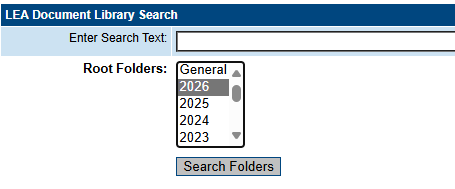 LEA Document Library Search
Enter Search Text:
Root Folders:
General
2026
2025
2024
2023
Search Folders